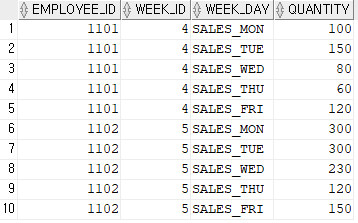 EMPLOYEE_ID WEEK_ID WEEK_DAY QUANTITY
1 1101 4 SALES_MON 100
2 1101 4 SALES_TUE 150
3 1101 4 SALES_WED 80
4 1101 4 SALES_THU 60
5 1101 4 SALES_FRI 120
6 1102 5 SALES_MON 300
7 1102 5 SALES_TUE 300
8 1102 5 SALES_WED 230
9 1102 5 SALES_THU 120
10 1102 5 SALES_FRI 150